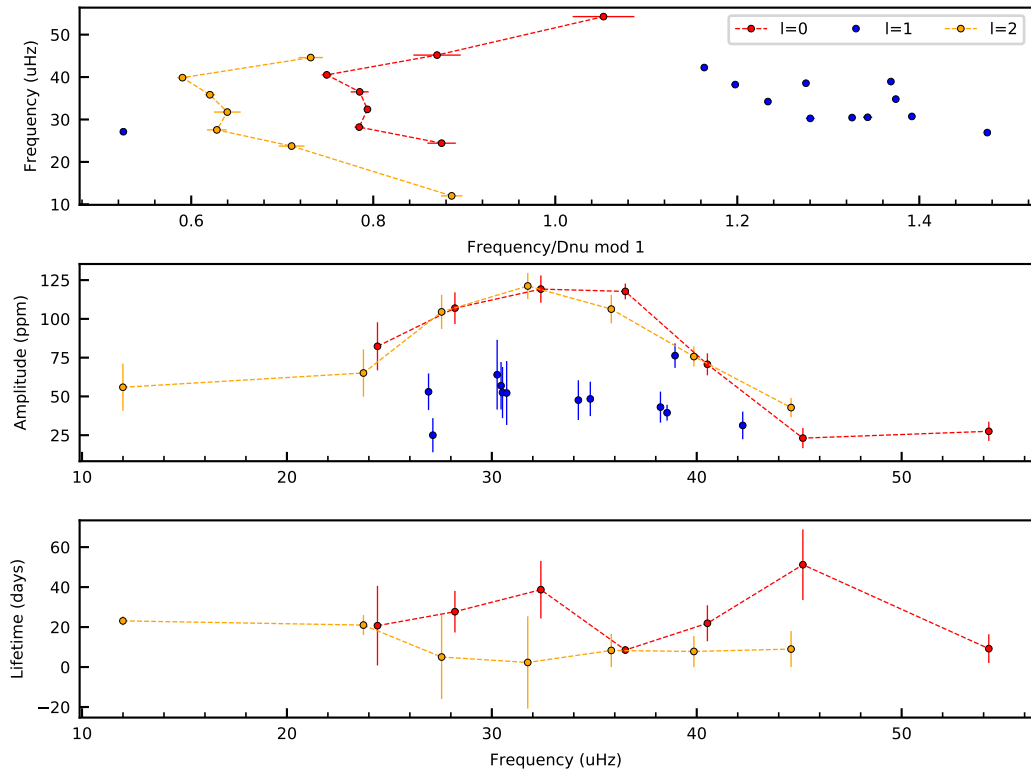 l=0 l=1 l=2
50
40
30
20
10
Frequency (uHz)
0.6 0.8 1.0 1.2 1.4
Frequency/Dnu mod 1
125
100
75
50
25
Amplitude (ppm)
10 20 30 40 50
60
40
20
0
−20
Lifetime (days)
10 20 30 40 50
Frequency (uHz)